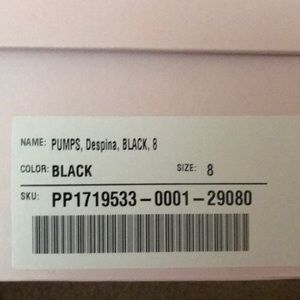 NAME: PUMPS, Despina, BLACK, 8
COLOR: BLACK SIZE: 8
SKU: PP1719533-0001-29080